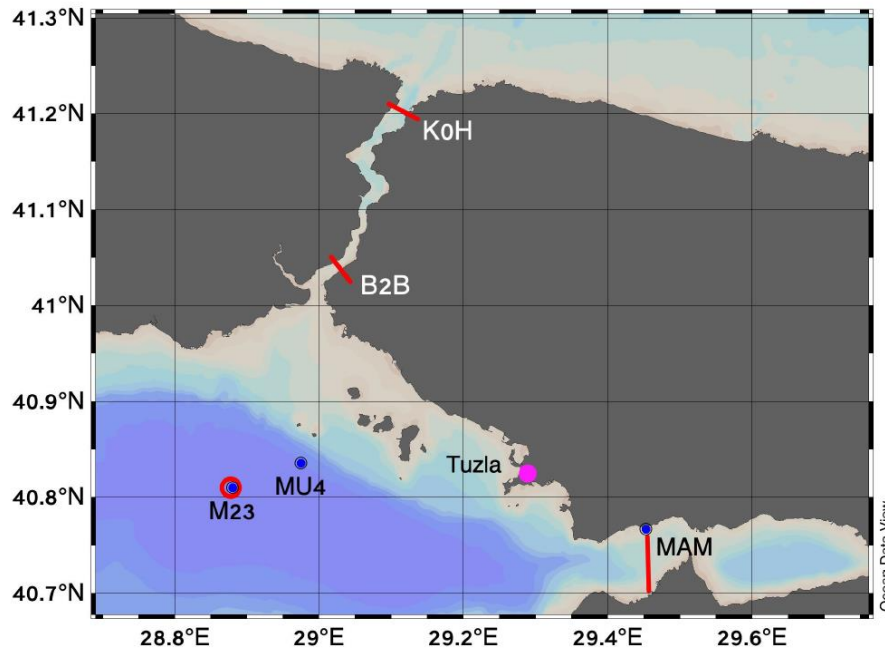 41.3°N
41.2°N
K0H
41.1°N
B2B
41°N
40.9°N
Tuzla
MU4
40.8°N
M23
MAM
40.7°N
Ocean Data View
28.8°E 29°E 29.2°E 29.4°E 29.6°E